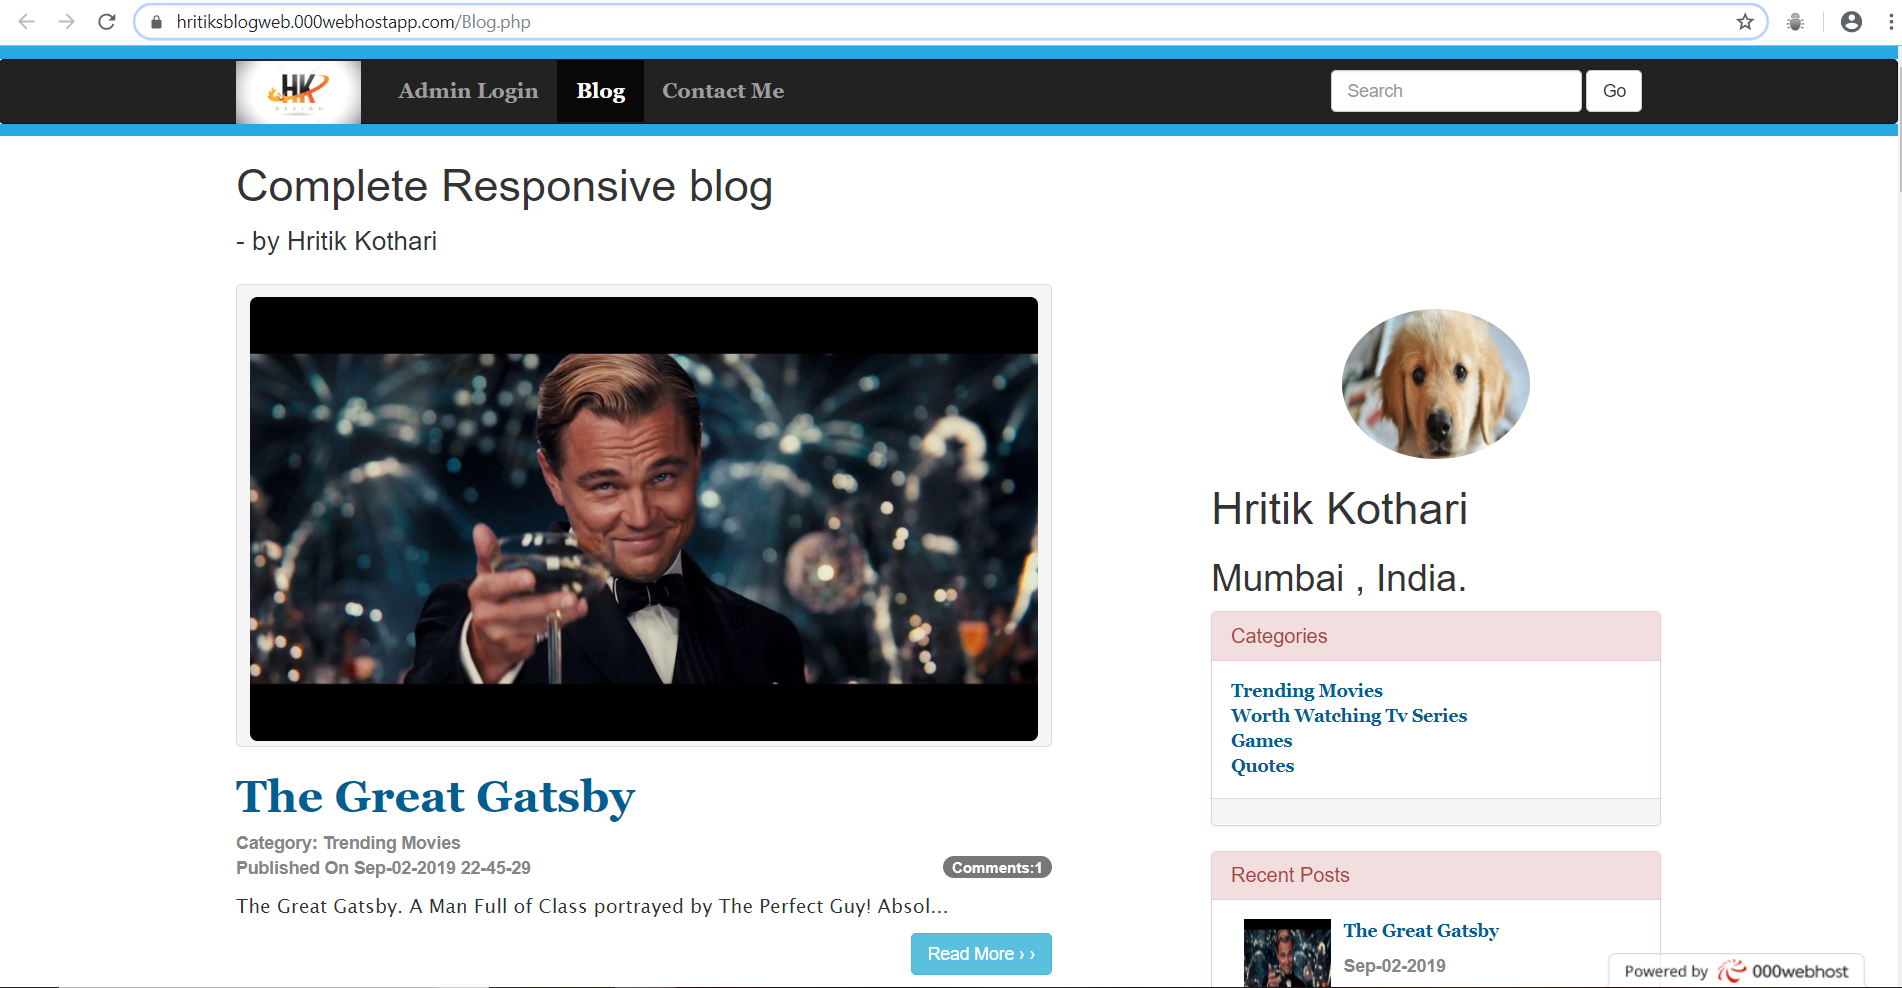 hritiksblogweb.000webhostapp.com/Blog.php
HK
DESIGN
Admin Login
Blog
Contact Me
Search
Go
Complete Responsive blog
- by Hritik Kothari
The Great Gatsby
Category: Trending Movies
Published On Sep-02-2019 22-45-29
Comments:1
The Great Gatsby. A Man Full of Class portrayed by The Perfect Guy! Absol...
Read More › ›
Hritik Kothari
Mumbai , India.
Categories
Trending Movies
Worth Watching Tv Series
Games
Quotes
Recent Posts
The Great Gatsby
Sep-02-2019
Powered by 000webhost